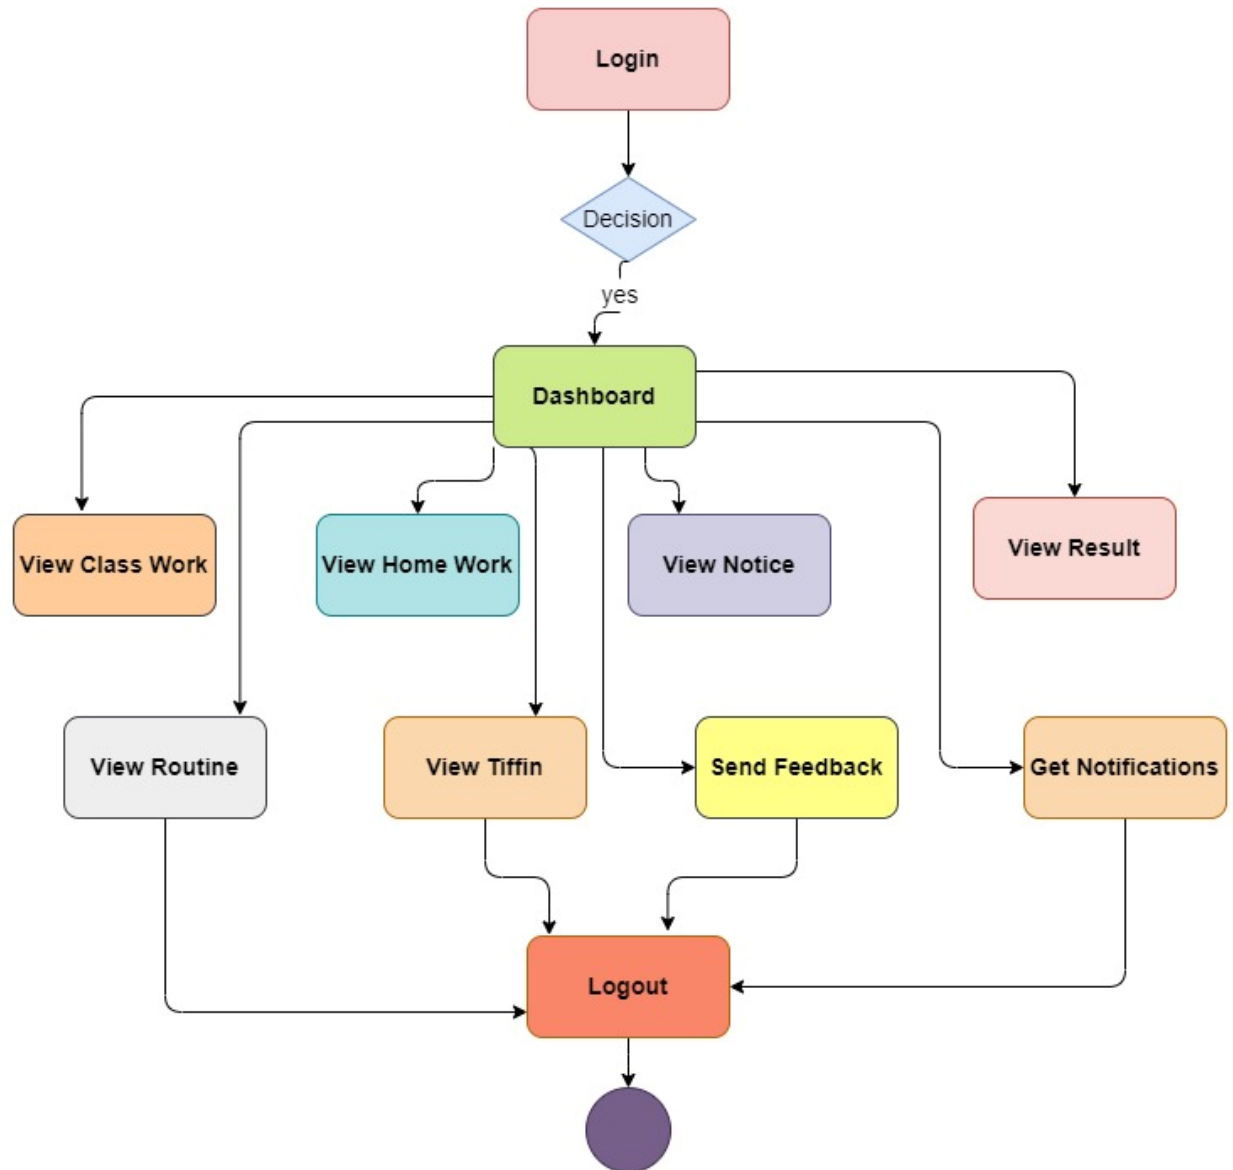 Login
Decision
yes
Dashboard
View Class Work
View Home Work
View Notice
View Result
View Routine
View Tiffin
Send Feedback
Get Notifications
Logout